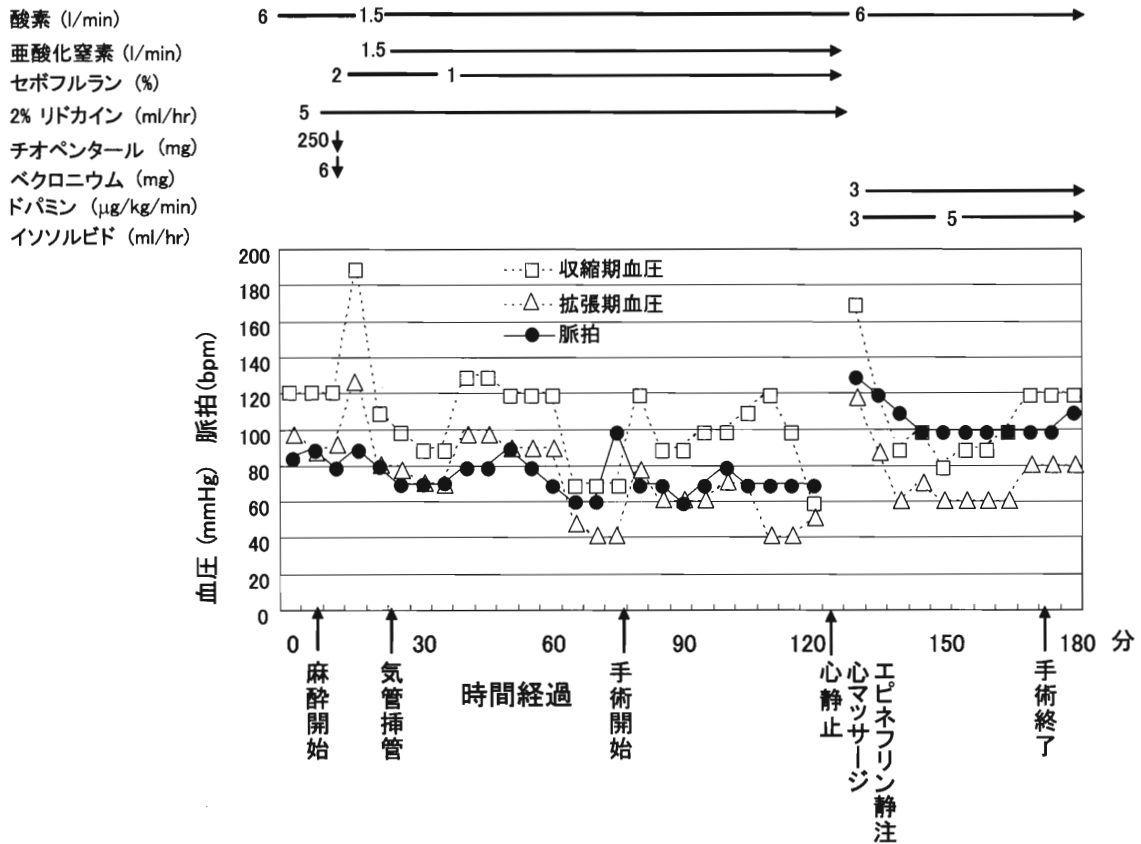 酸素 (l/min) 6 1.5 6
亜酸化窒素 (l/min) 1.5
セボフルラン (%) 2 1
2% リドカイン (ml/hr) 5
チオペンタール (mg) 250
ベクロニウム (mg) 6
ドパミン (μg/kg/min) 3
イソソルビド (ml/hr) 3 5
血圧 (mmHg) 脈拍(bpm)
200
180
160
140
120
100
80
60
40
20
0
収縮期血圧
拡張期血圧
脈拍
0 30 60 90 120 150 180 分
麻酔開始
気管挿管
時間経過
手術開始
心静止
心マッサージ
エピネフリン静注
手術終了